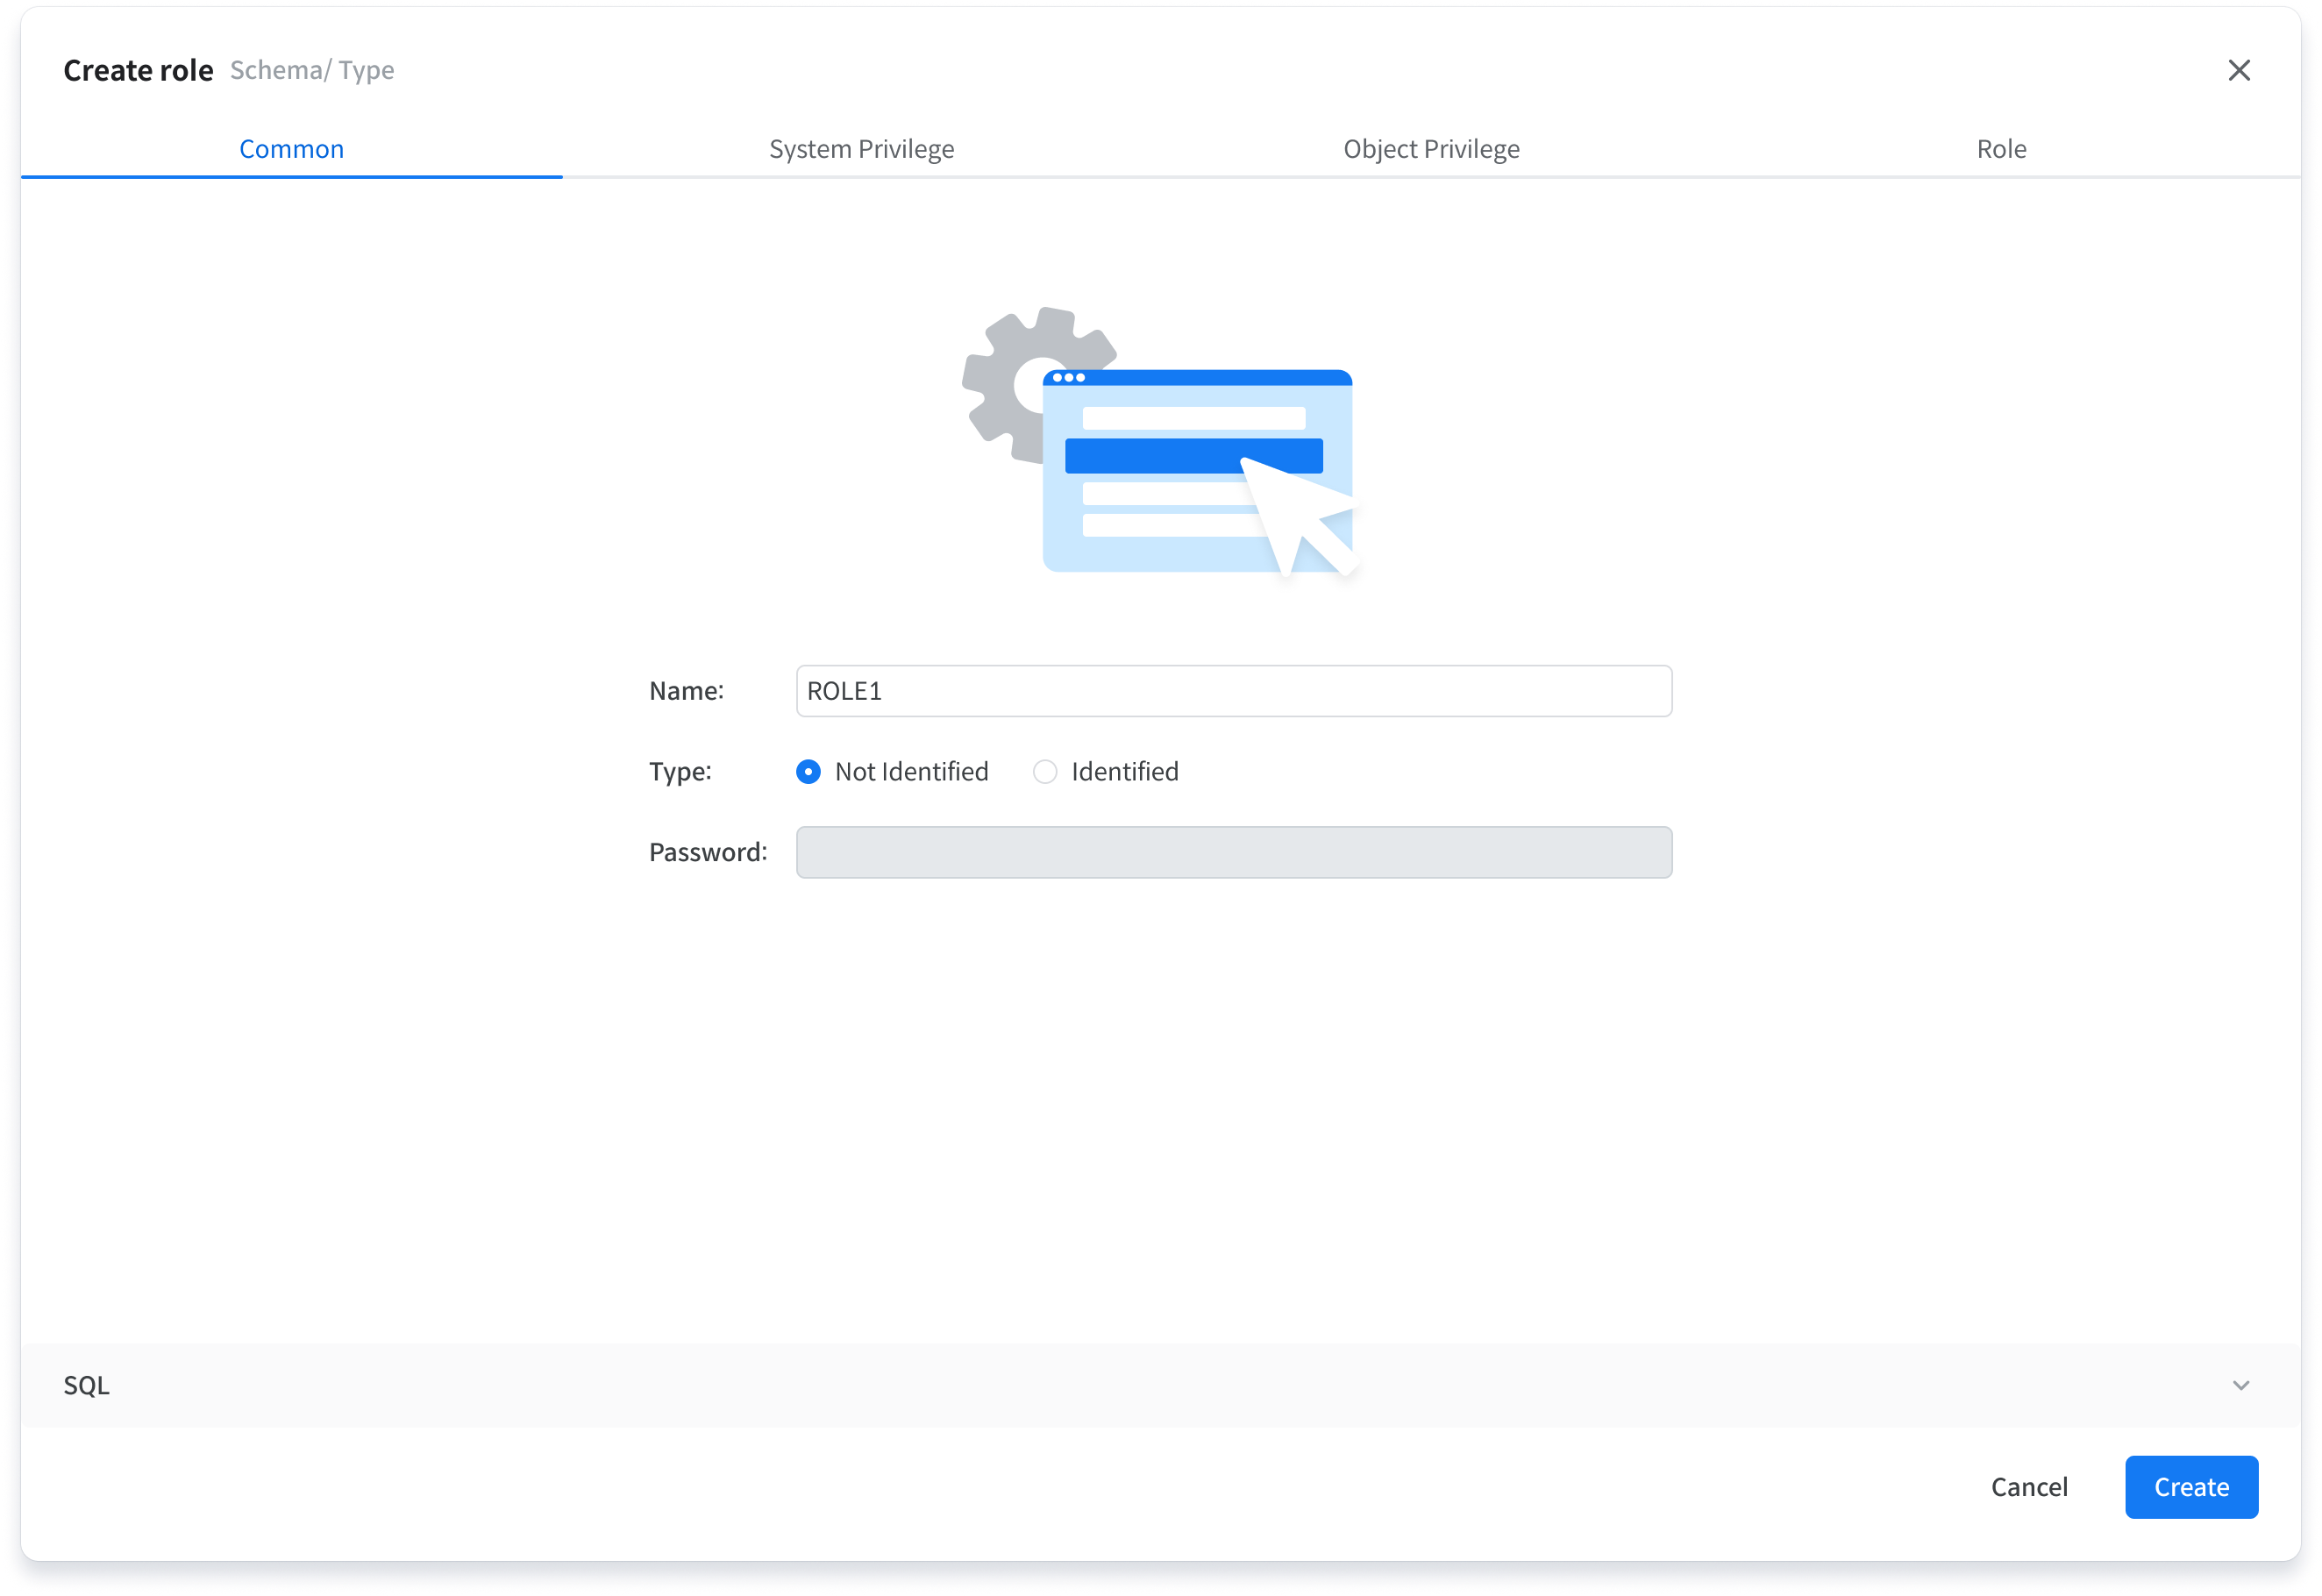 Create role Schema/ Type
Common System Privilege Object Privilege Role
Name: ROLE1
Type: Not Identified Identified
Password:
SQL
Cancel Create